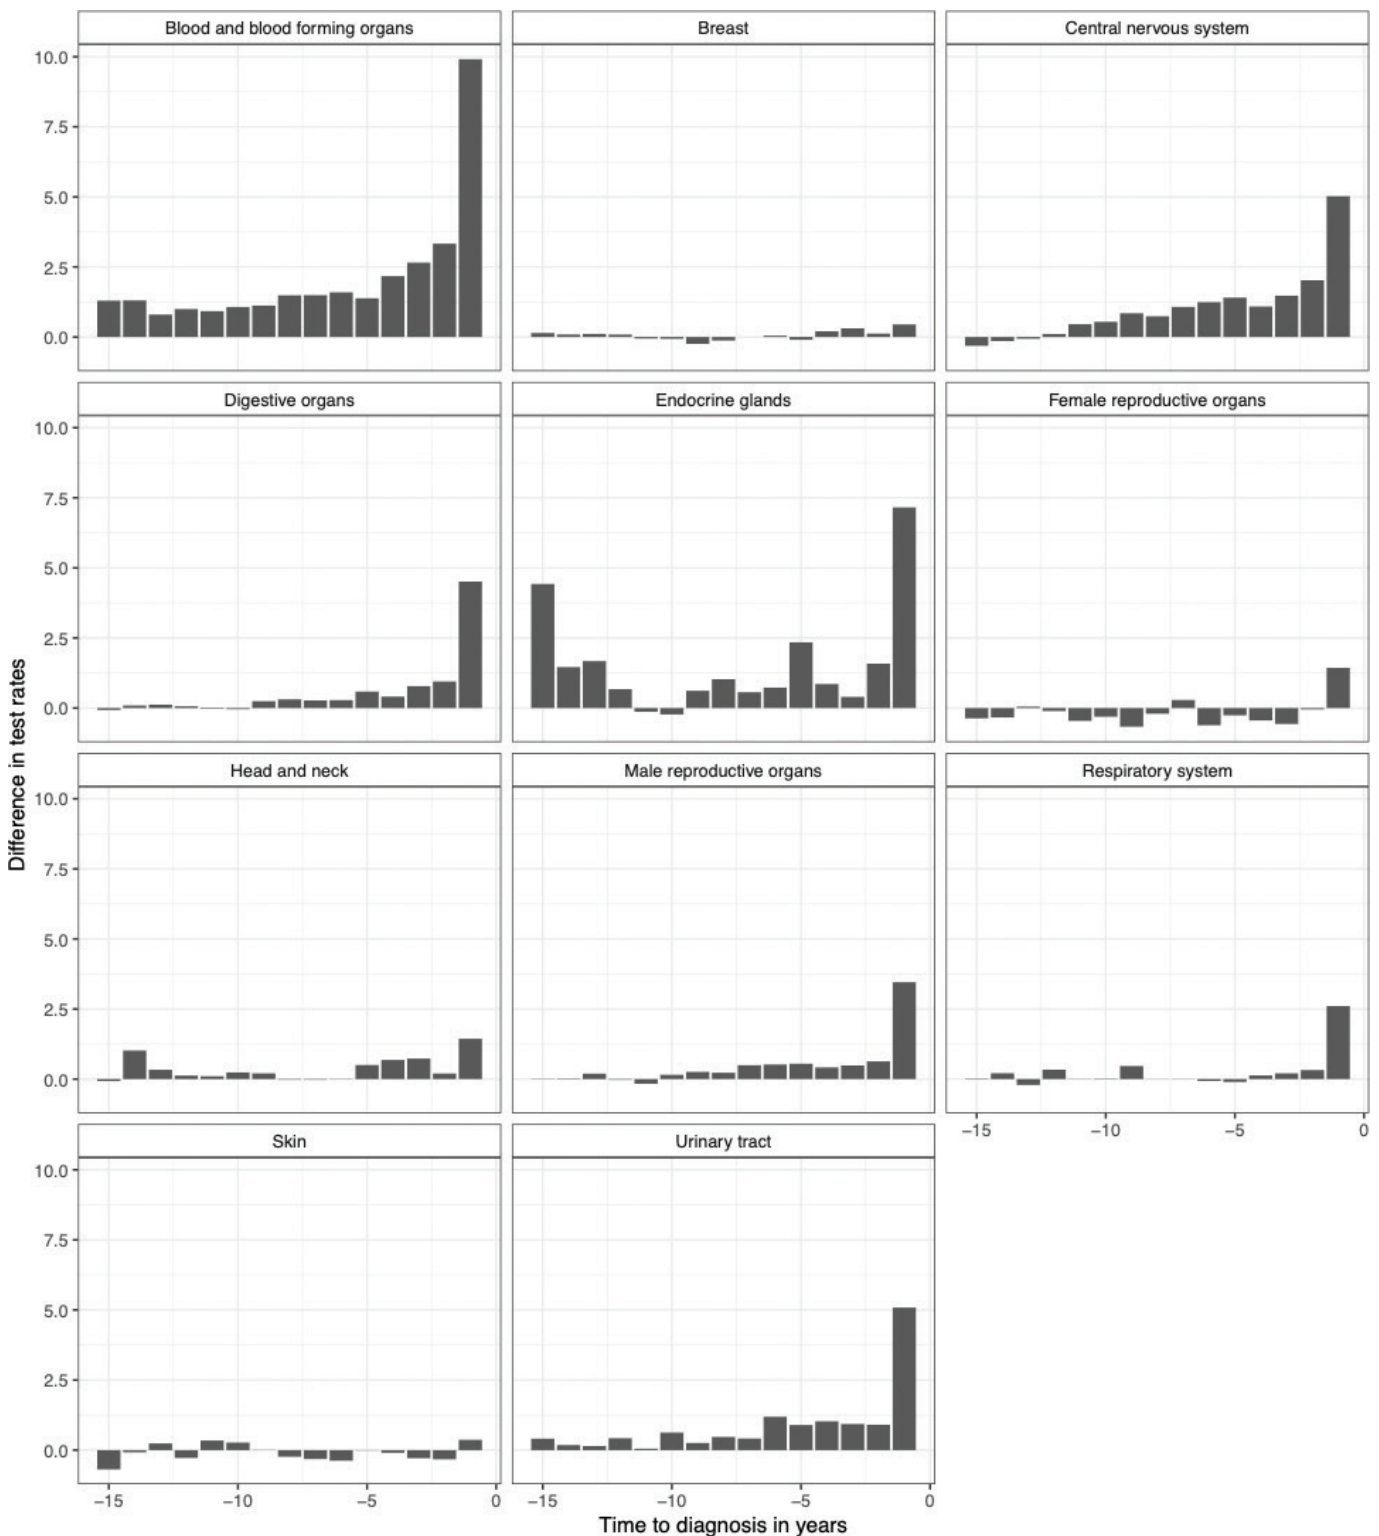 Blood and blood forming organs
Breast
Central nervous system
10.0
7.5
5.0
2.5
0.0
Digestive organs
Endocrine glands
Female reproductive organs
10.0
7.5
5.0
2.5
0.0
Difference in test rates
Head and neck
Male reproductive organs
Respiratory system
10.0
7.5
5.0
2.5
0.0
−15 −10 −5 0
Skin
Urinary tract
10.0
7.5
5.0
2.5
0.0
−15 −10 −5 0
−15 −10 −5 0
Time to diagnosis in years